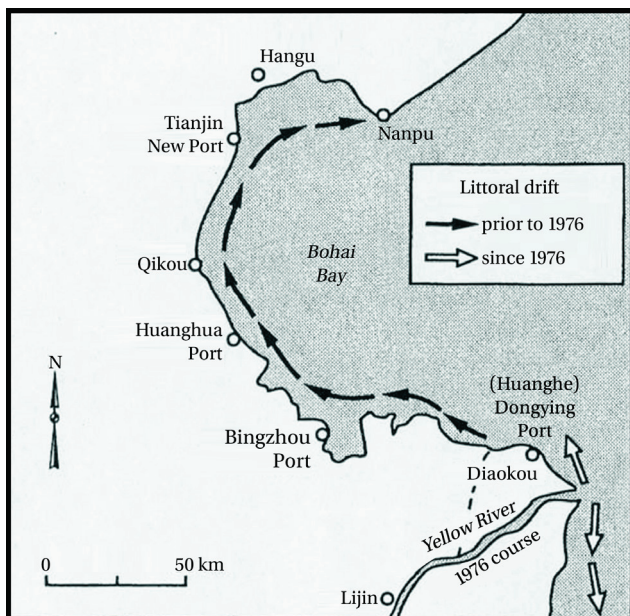 Hangu
Tianjin
New Port
Nanpu
Littoral drift
prior to 1976
since 1976
Bohai
Bay
Qikou
Huanghua
Port
N
(Huanghe)
Dongying
Port
Bingzhou
Port
Diaokou
Yellow River
1976 course
0
50 km
Lijin